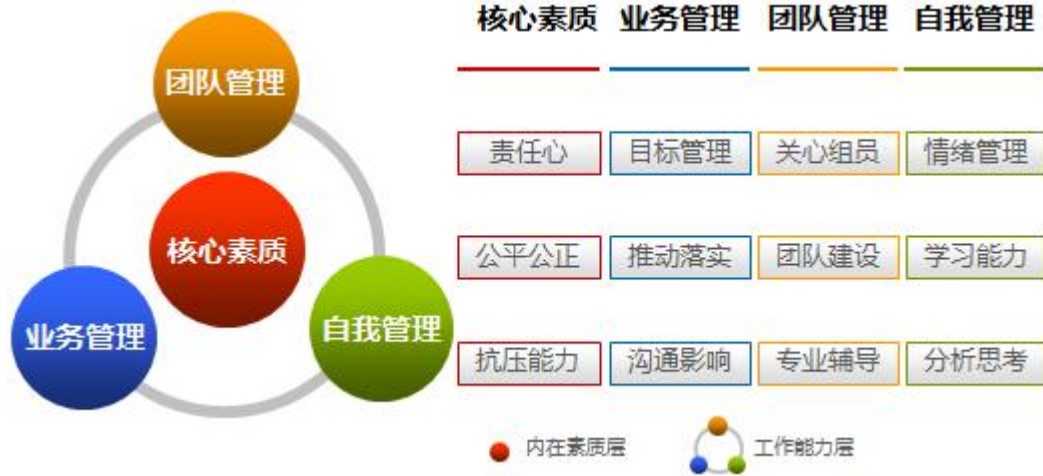 团队管理
核心素质
业务管理
自我管理
核心素质 业务管理 团队管理 自我管理
责任心 目标管理 关心组员 情绪管理
公平公正 推动落实 团队建设 学习能力
抗压能力 沟通影响 专业辅导 分析思考
内在素质层 工作能力层